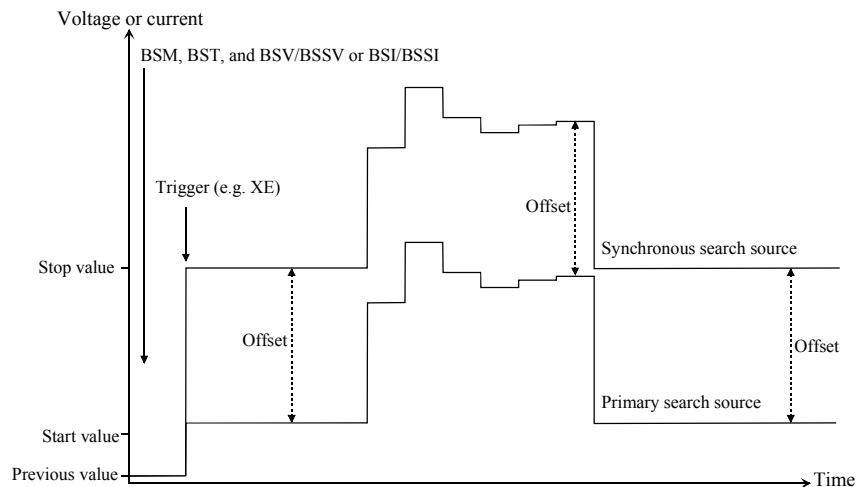 Voltage or current
BSM, BST, and BSV/BSSV or BSI/BSSI
Trigger (e.g. XE)
Offset
Synchronous search source
Stop value
Offset
Offset
Primary search source
Start value
Previous value
Time